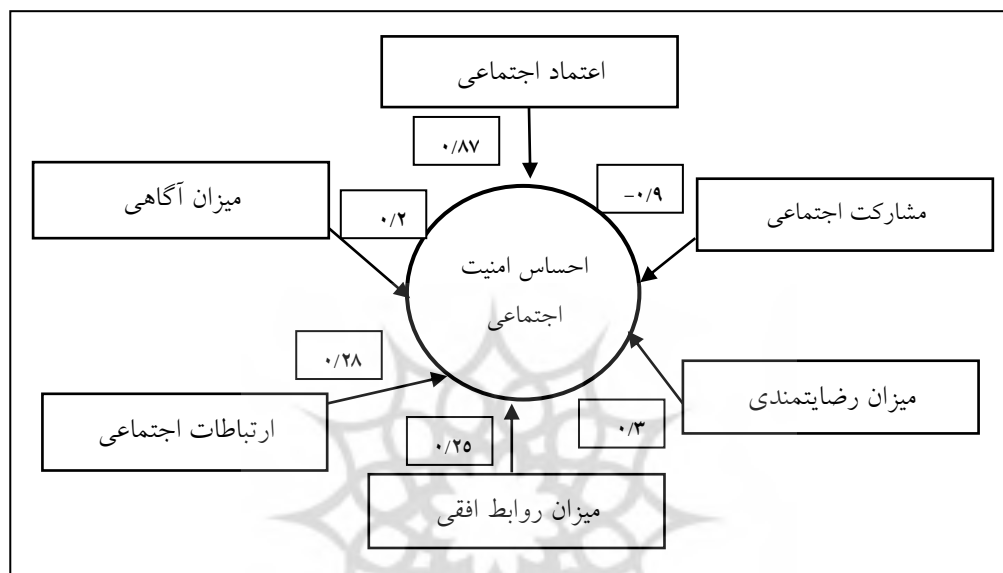 اعتماد اجتماعی
۰/۸۷
-۰/۹
مشارکت اجتماعی
میزان آگاهی
۰/۲
احساس امنیت
اجتماعی
میزان رضایتمندی
۰/۳
ارتباطات اجتماعی
۰/۲۸
۰/۲۵
میزان روابط افقی